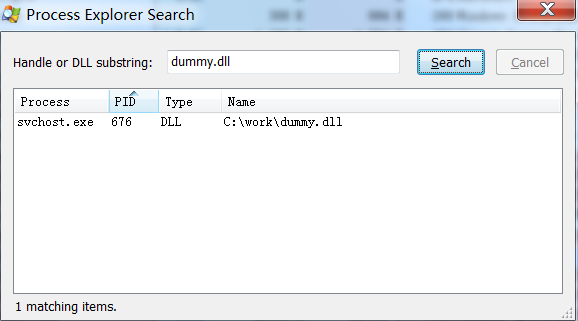 Process Explorer Search
Handle or DLL substring: dummy.dll Search Cancel
Process PID Type Name
svchost.exe 676 DLL C:\work\dummy.dll
1 matching items.